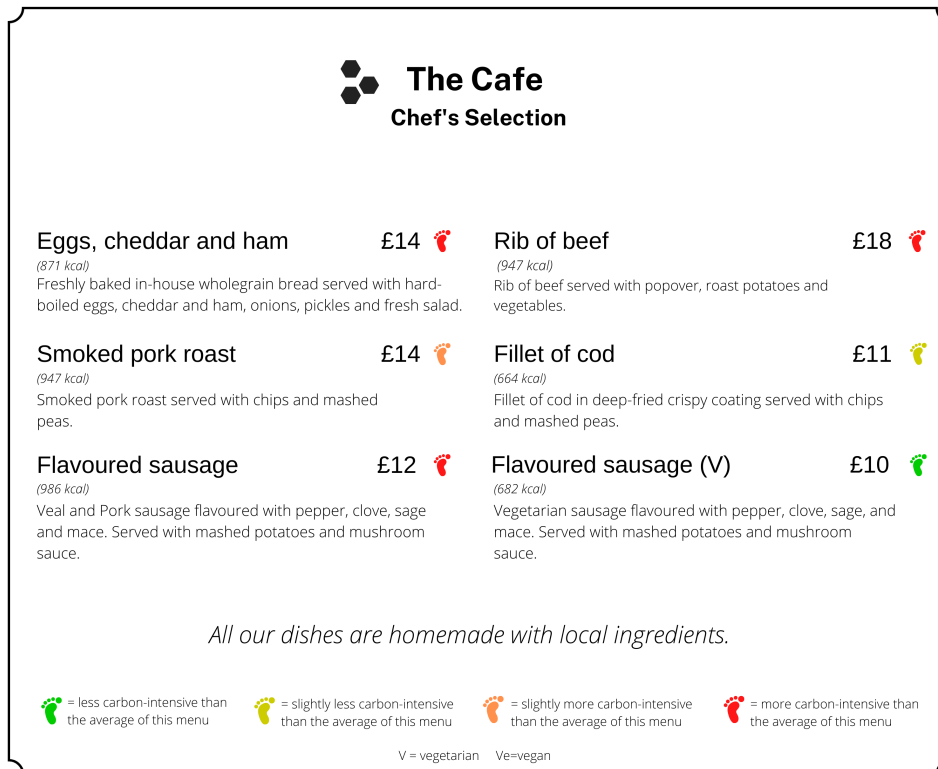 The Cafe
Chef's Selection
Eggs, cheddar and ham £14
(871 kcal)
Freshly baked in-house wholegrain bread served with hard-
boiled eggs, cheddar and ham, onions, pickles and fresh salad.
Smoked pork roast £14
(947 kcal)
Smoked pork roast served with chips and mashed
peas.
Flavoured sausage £12
(986 kcal)
Veal and Pork sausage flavoured with pepper, clove, sage
and mace. Served with mashed potatoes and mushroom
sauce.
Rib of beef £18
(947 kcal)
Rib of beef served with popover, roast potatoes and
vegetables.
Fillet of cod £11
(664 kcal)
Fillet of cod in deep-fried crispy coating served with chips
and mashed peas.
Flavoured sausage (V) £10
(682 kcal)
Vegetarian sausage flavoured with pepper, clove, sage, and
mace. Served with mashed potatoes and mushroom
sauce.
All our dishes are homemade with local ingredients.
= less carbon-intensive than
the average of this menu
= slightly less carbon-intensive
than the average of this menu
= slightly more carbon-intensive
than the average of this menu
= more carbon-intensive than
the average of this menu
V = vegetarian Ve=vegan